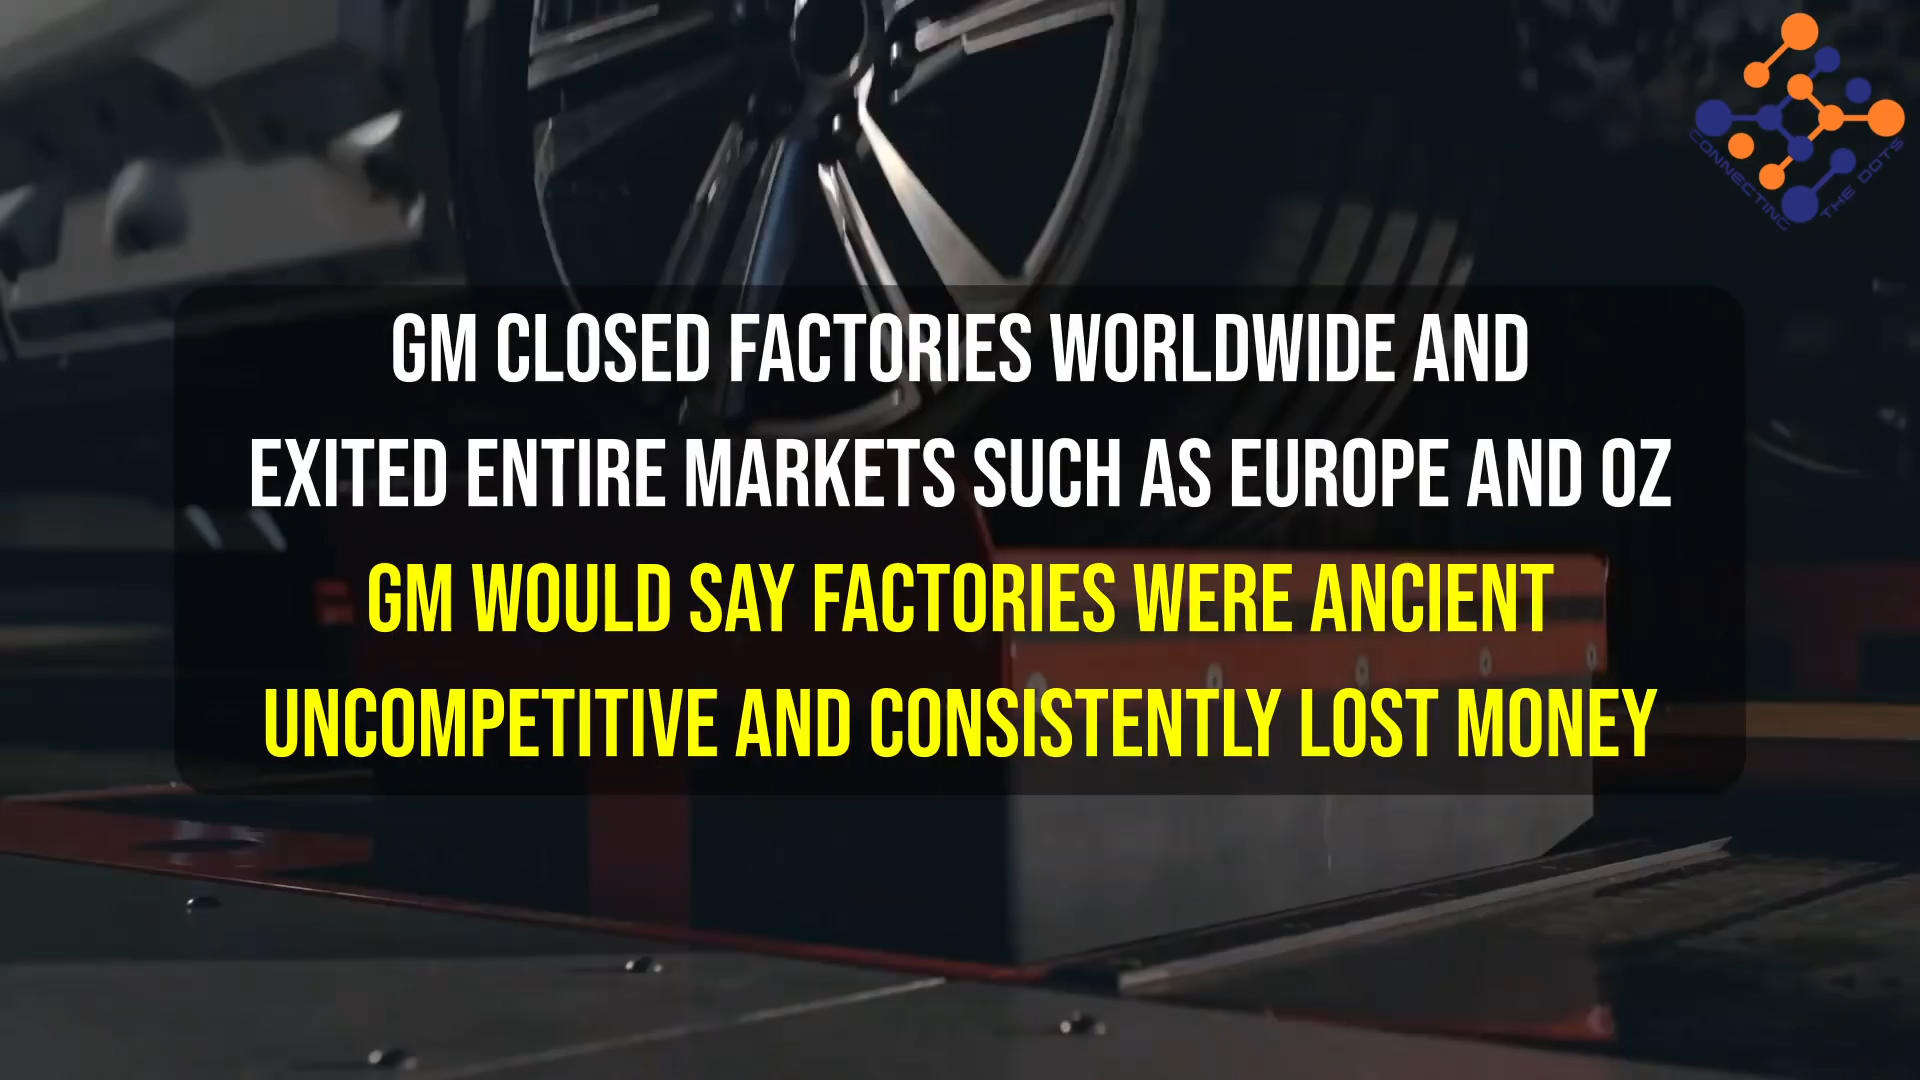 GM CLOSED FACTORIES WORLDWIDE AND
EXITED ENTIRE MARKETS SUCH AS EUROPE AND OZ
GM WOULD SAY FACTORIES WERE ANCIENT
UNCOMPETITIVE AND CONSISTENTLY LOST MONEY
CONNECTING THE DOTS